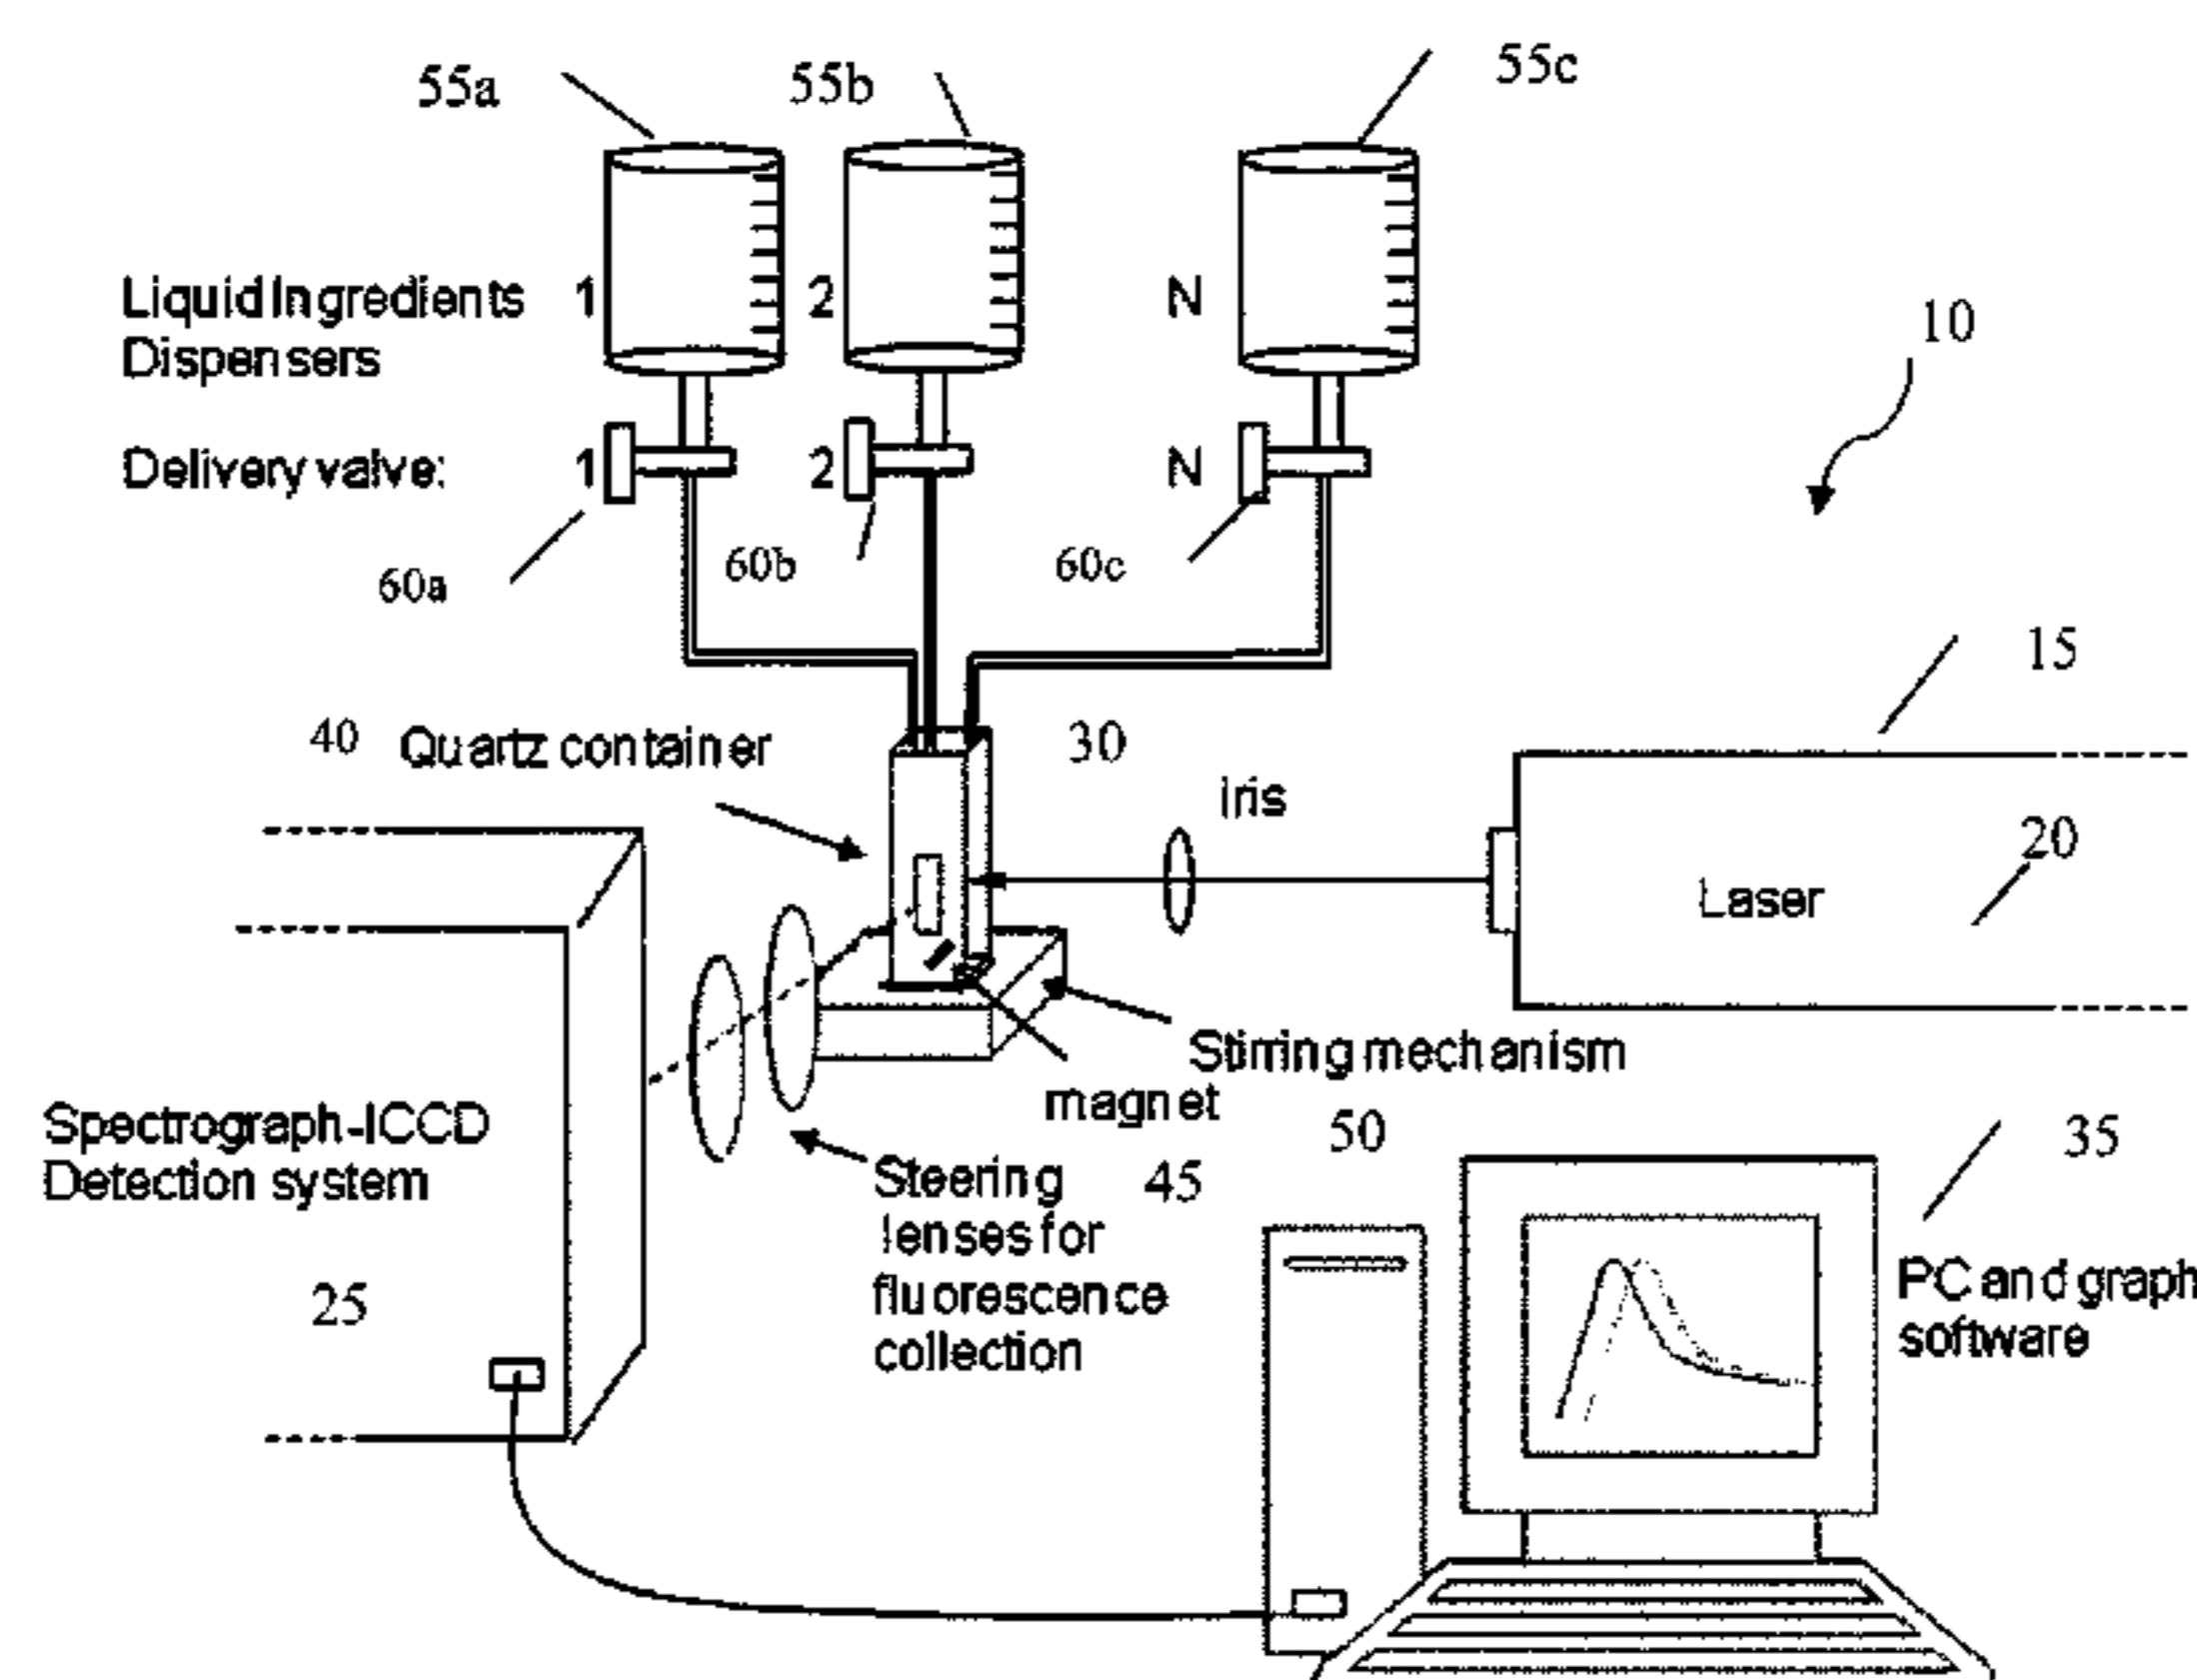 55a
55b
55c
Liquid Ingredients 1 2 N
Dispensers
10
Delivery valve: 1 2 N
60a
60b
60c
15
40 Quartz container
30
Iris
20
Laser
Stirring mechanism
magnet
50
Spectrograph-ICCD
Detection system
25
Steering
lenses for
fluorescence
collection
45
35
PC and graph
software